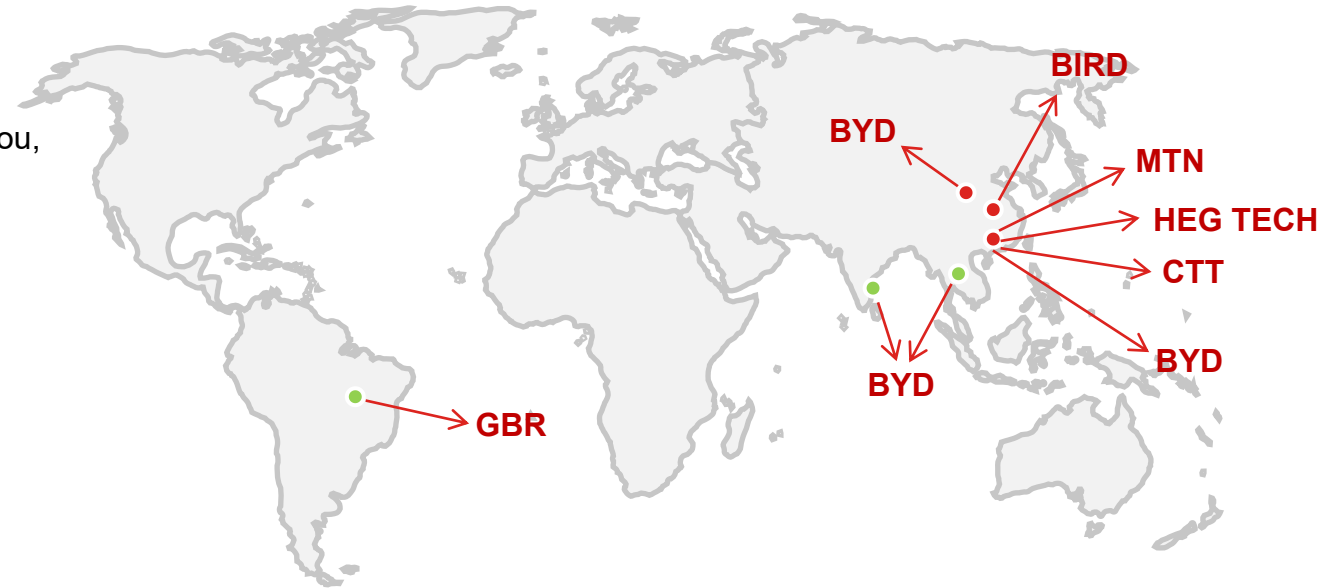 BIRD
BYD
ou,
MTN
HEG TECH
CTT
BYD
BYD
GBR